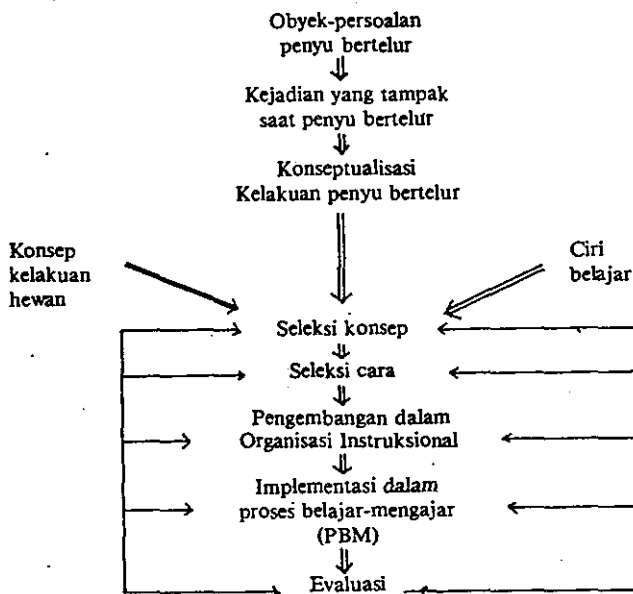 Obyek-persoalan
penyu bertelur
Kejadian yang tampak
saat penyu bertelur
Konseptualisasi
Kelakuan penyu bertelur
Konsep
kelakuan
hewan
Ciri
belajar
Seleksi konsep
Seleksi cara
Pengembangan dalam
Organisasi Instruksional
Implementasi dalam
proses belajar-mengajar
(PBM)
Evaluasi